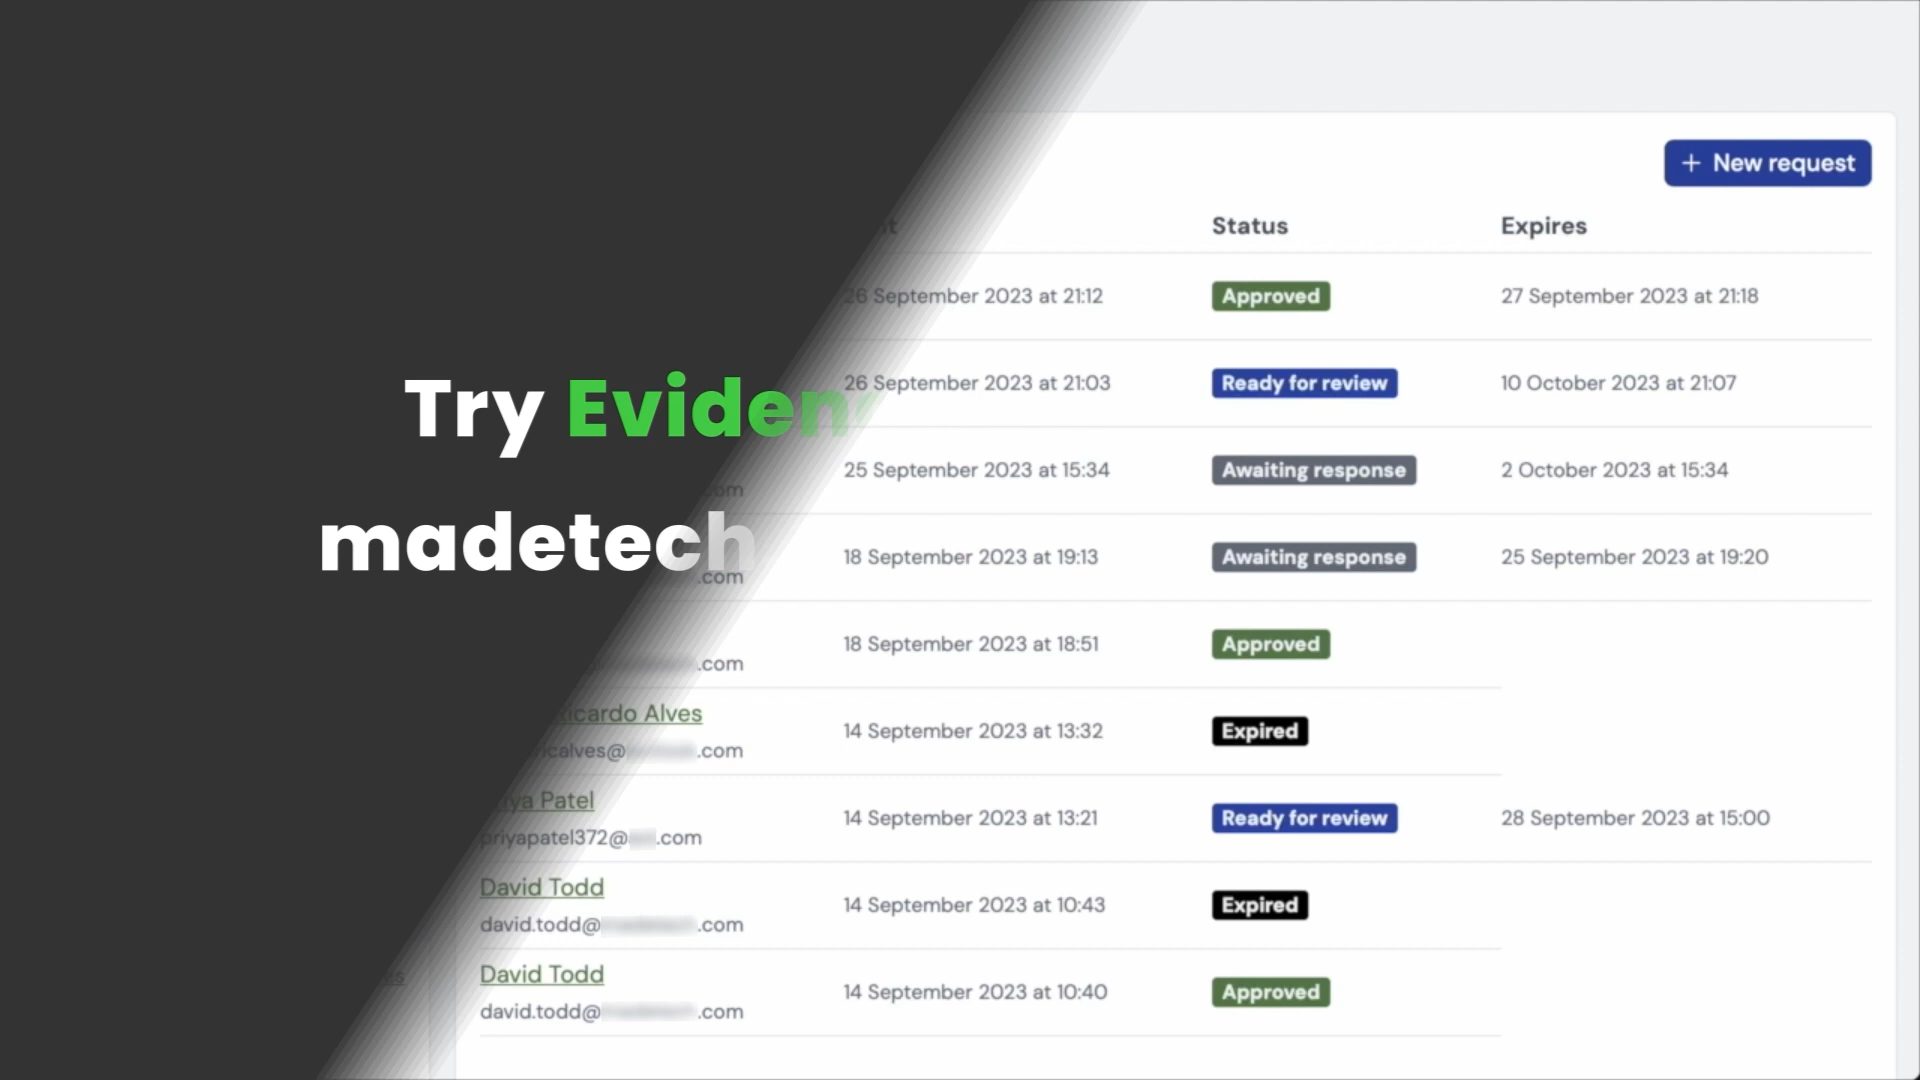 + New request
Status Expires
26 September 2023 at 21:12 Approved 27 September 2023 at 21:18
Try
26 September 2023 at 21:03 Ready for review 10 October 2023 at 21:07
25 September 2023 at 15:34 Awaiting response 2 October 2023 at 15:34
.com
madetech
18 September 2023 at 19:13 Awaiting response 25 September 2023 at 19:20
.com
18 September 2023 at 18:51 Approved
.com
Ricardo Alves
14 September 2023 at 13:32 Expired
ricalves@ .com
Patel
14 September 2023 at 13:21 Ready for review 28 September 2023 at 15:00
priyapatel372@ .com
David Todd
14 September 2023 at 10:43 Expired
david.todd@ .com
David Todd
14 September 2023 at 10:40 Approved
david.todd@ .com